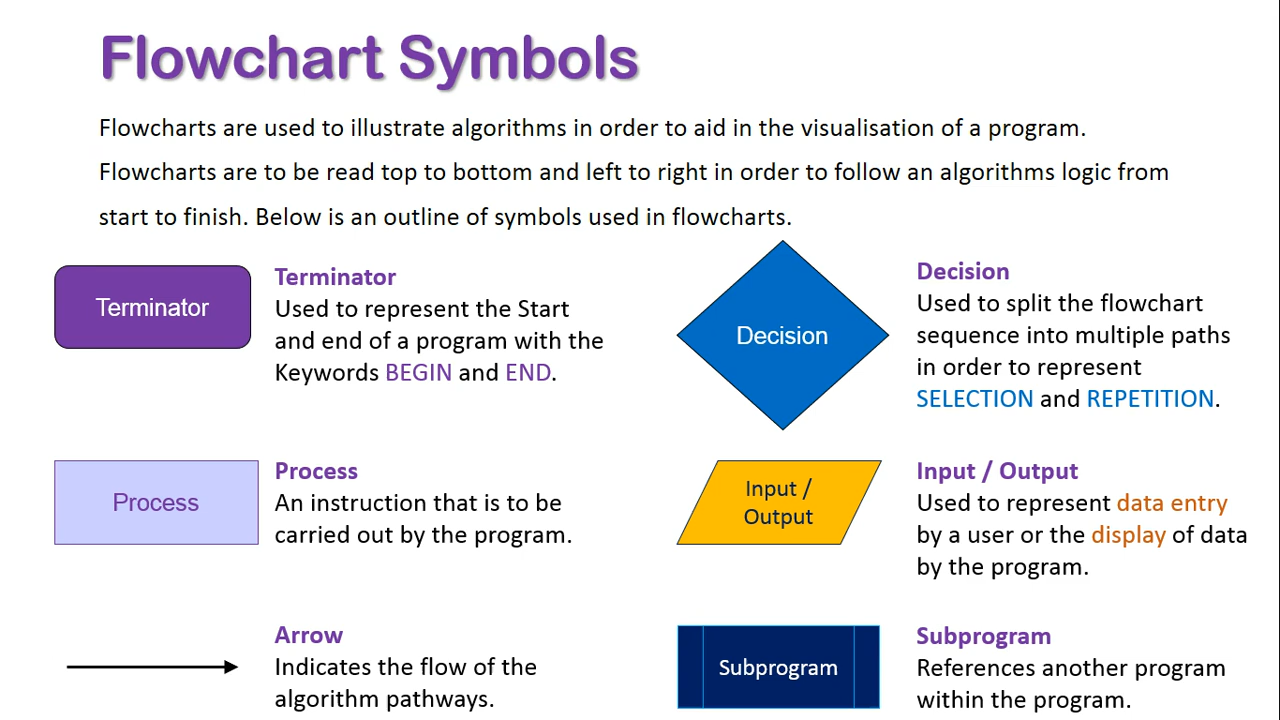 Flowchart Symbols
Flowcharts are used to illustrate algorithms in order to aid in the visualisation of a program.
Flowcharts are to be read top to bottom and left to right in order to follow an algorithms logic from
start to finish. Below is an outline of symbols used in flowcharts.
Terminator
Terminator
Used to represent the Start
and end of a program with the
Keywords BEGIN and END.
Decision
Decision
Used to split the flowchart
sequence into multiple paths
in order to represent
SELECTION and REPETITION.
Process
Process
An instruction that is to be
carried out by the program.
Input /
Output
Input / Output
Used to represent data entry
by a user or the display of data
by the program.
Arrow
Indicates the flow of the
algorithm pathways.
Subprogram
Subprogram
References another program
within the program.